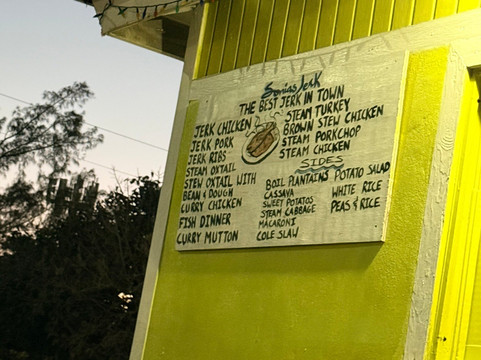 Sonias Jerk
THE BEST JERK IN TOWN
JERK CHICKEN
JERK PORK
JERK RIBS
STEAM OXTAIL
STEW OXTAIL WITH
BEAN & DOUGH
CURRY CHICKEN
FISH DINNER
CURRY MUTTON
STEAM TURKEY
BROWN STEW CHICKEN
STEAM PORKCHOP
STEAM CHICKEN
SIDES
BOIL PLANTAINS
CASSAVA
SWEET POTATOS
STEAM CABBAGE
MACARONI
COLE SLAW
POTATO SALAD
WHITE RICE
PEAS & RICE